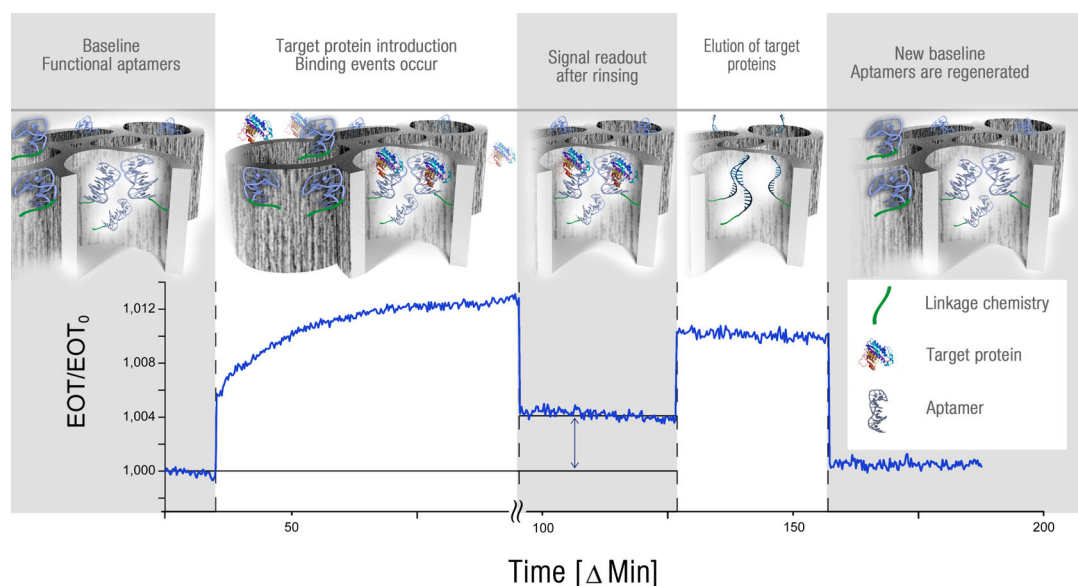 Baseline
Functional aptamers
Target protein introduction
Binding events occur
Signal readout
after rinsing
Elution of target
proteins
New baseline
Aptamers are regenerated
EOT/EOT₀
1,012
1,008
1,004
1,000
Linkage chemistry
Target protein
Aptamer
50
100
150
200
Time [Δ Min]